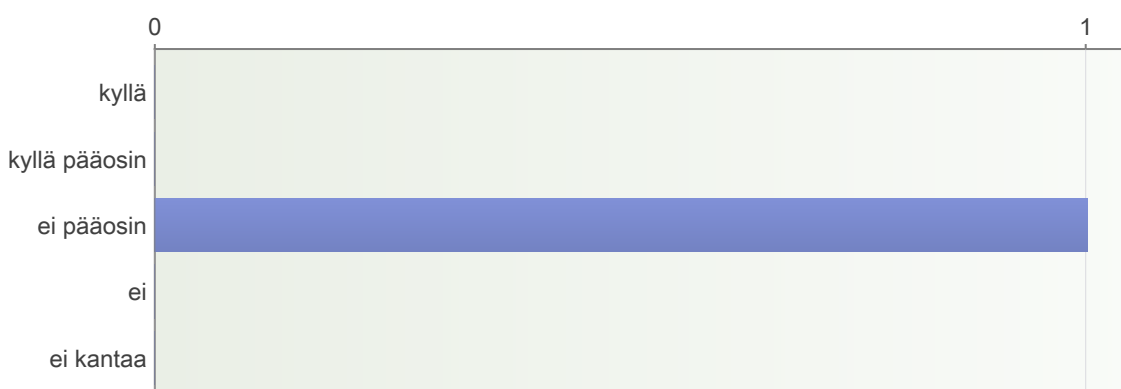 0 1
kyllä
kyllä pääosin
ei pääosin
ei
ei kantaa